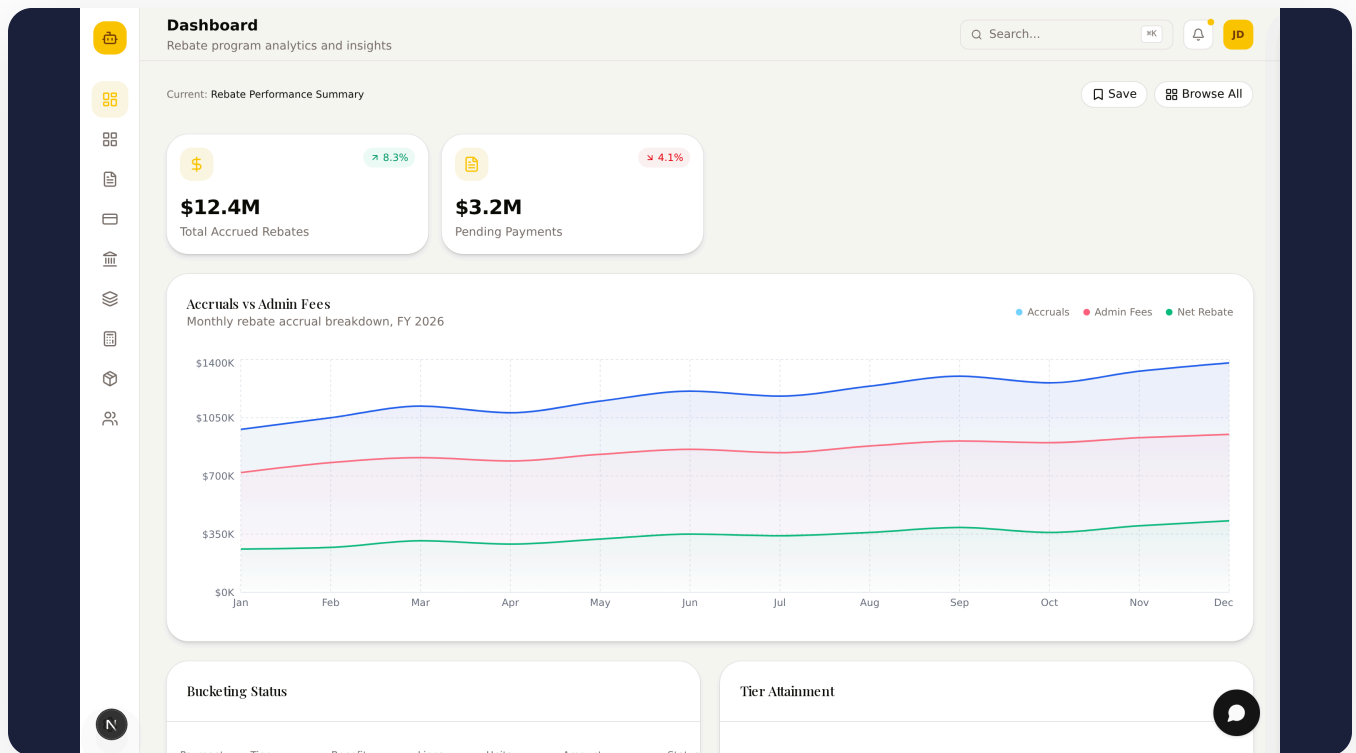 Dashboard
Rebate program analytics and insights
Search...
⌘K
JD
Current: Rebate Performance Summary
Save
Browse All
8.3%
$12.4M
Total Accrued Rebates
4.1%
$3.2M
Pending Payments
Accruals vs Admin Fees
Monthly rebate accrual breakdown, FY 2026
Accruals
Admin Fees
Net Rebate
$1400K
$1050K
$700K
$350K
$0K
Jan Feb Mar Apr May Jun Jul Aug Sep Oct Nov Dec
Bucketing Status
Tier Attainment
N